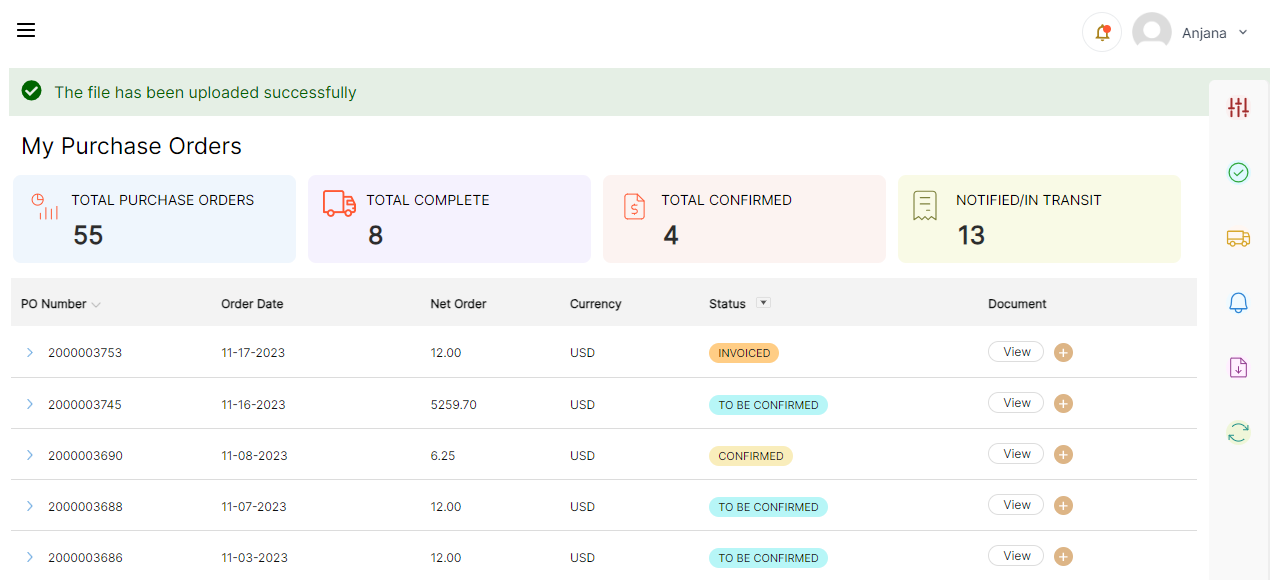 Anjana
The file has been uploaded successfully
My Purchase Orders
TOTAL PURCHASE ORDERS
55
TOTAL COMPLETE
8
TOTAL CONFIRMED
4
NOTIFIED/IN TRANSIT
13
PO Number Order Date Net Order Currency Status Document
2000003753 11-17-2023 12.00 USD INVOICED View
2000003745 11-16-2023 5259.70 USD TO BE CONFIRMED View
2000003690 11-08-2023 6.25 USD CONFIRMED View
2000003688 11-07-2023 12.00 USD TO BE CONFIRMED View
2000003686 11-03-2023 12.00 USD TO BE CONFIRMED View